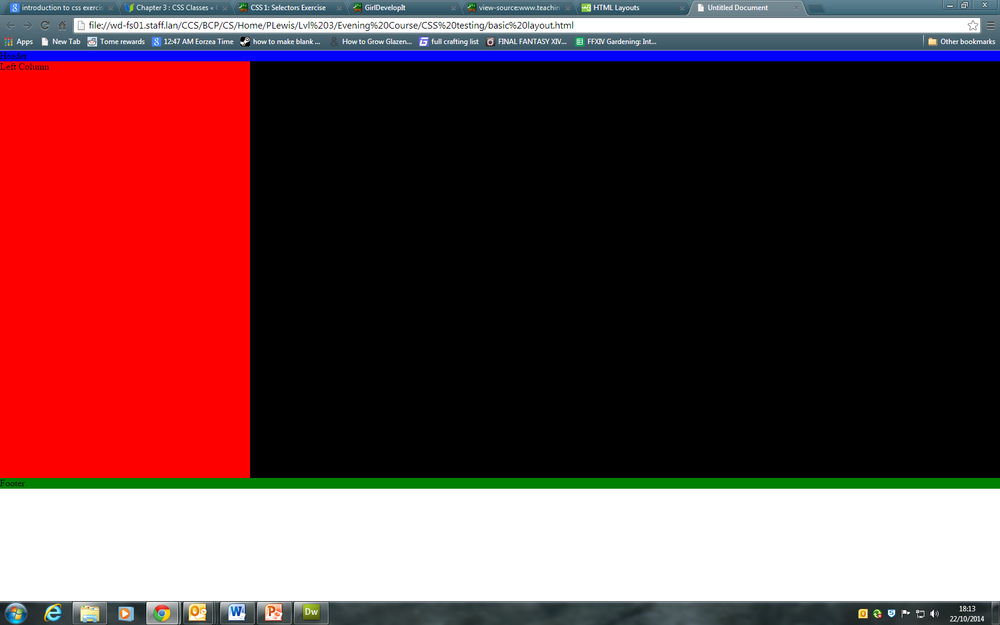 introduction to css exercis
Chapter 3 : CSS Classes «
CSS 1: Selectors Exercise
GirlDevelopIt
view-source:www.teachin
HTML Layouts
Untitled Document
file://wd-fs01.staff.lan/CCS/BCP/CS/Home/PLewis/Lvl%203/Evening%20Course/CSS%20testing/basic%20layout.html
Apps
New Tab
Tome rewards
12:47 AM Eorzea Time
how to make blank ...
How to Grow Glazen...
full crafting list
FINAL FANTASY XIV...
FFXIV Gardening: Int...
Other bookmarks
Header
Left Column
Footer
Dw
18:13
22/10/2014